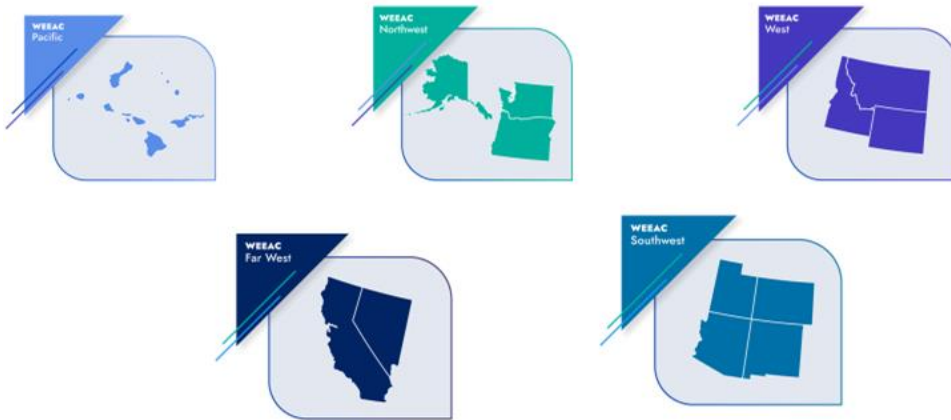 WEEAC
Pacific
WEEAC
Northwest
WEEAC
West
WEEAC
Far West
WEEAC
Southwest